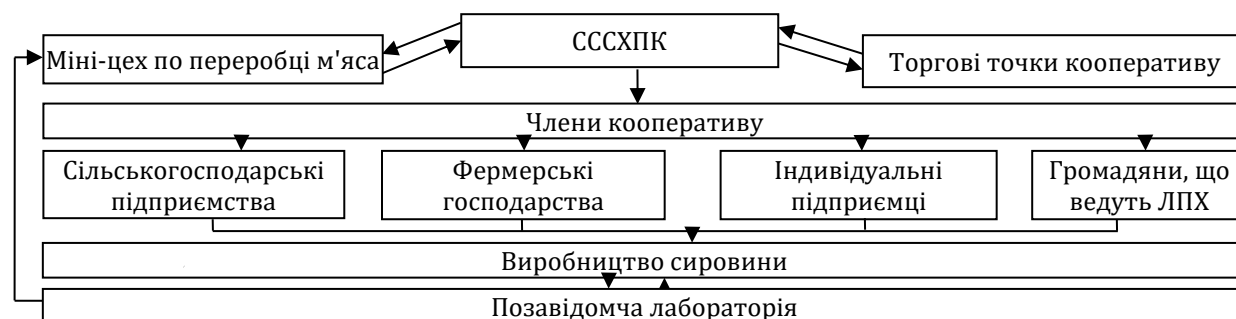 СССХПК
Міні-цех по переробці м'яса
Торгові точки кооперативу
Члени кооперативу
Сільськогосподарські
підприємства
Фермерські
господарства
Індивідуальні
підприємці
Громадяни, що
ведуть ЛПХ
Виробництво сировини
Позавідомча лабораторія